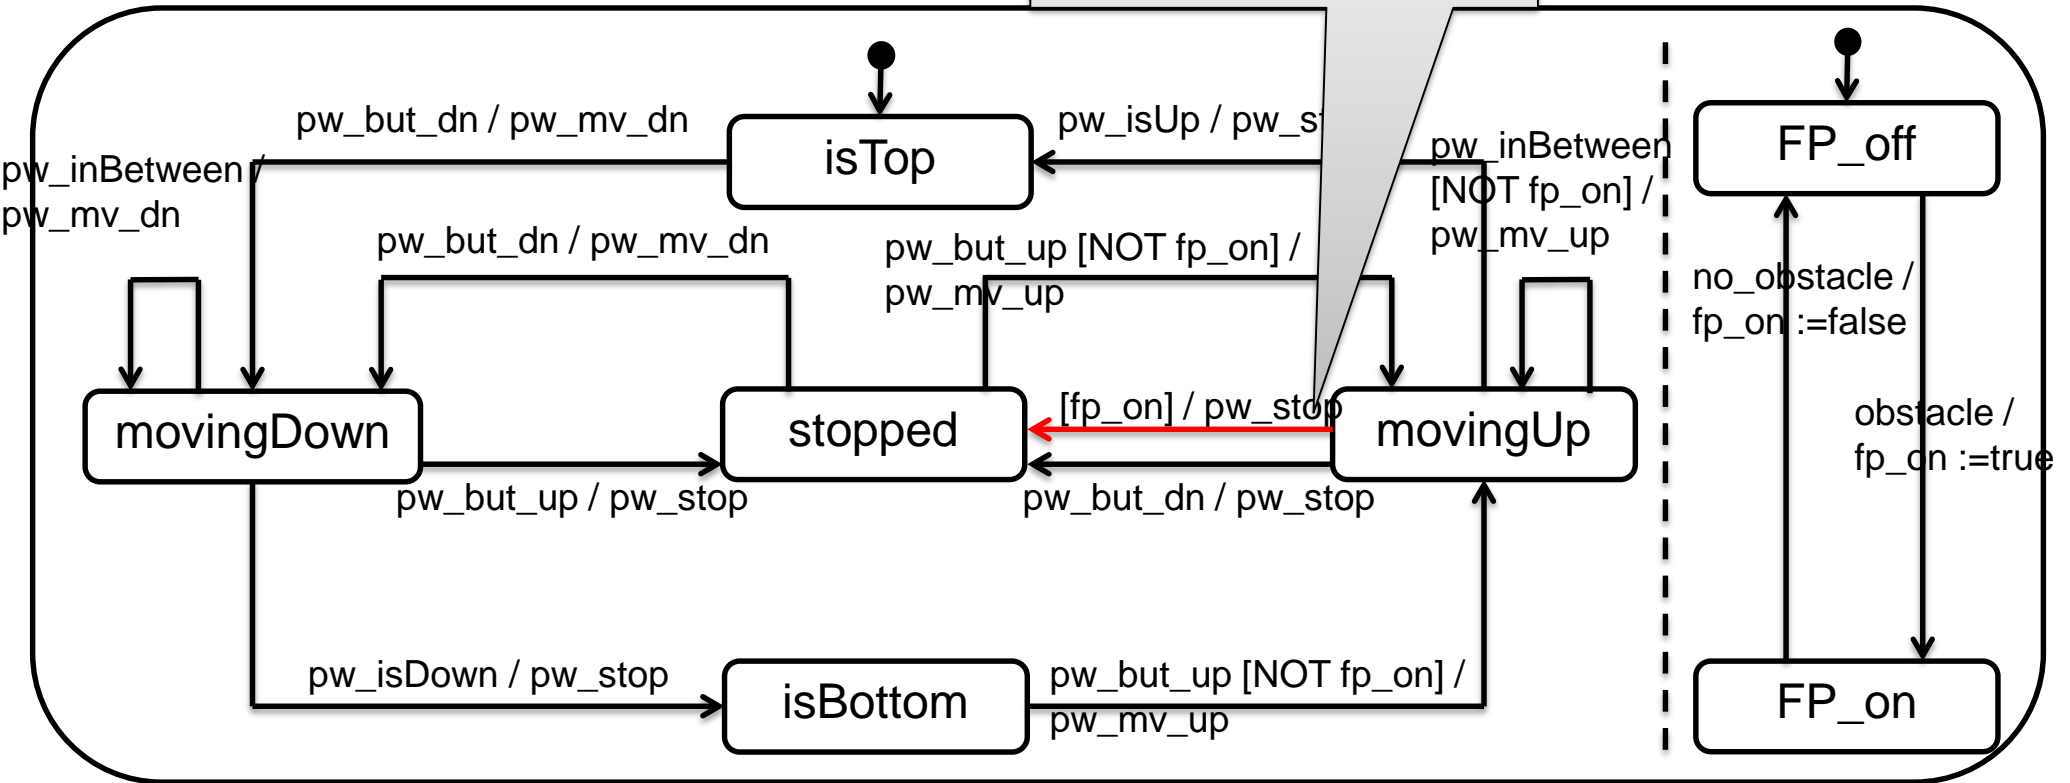 pw_but_dn / pw_mv_dn
isTop
pw_isUp / pw_st
pw_inBetween /
pw_mv_dn
pw_inBetween
[NOT fp_on] /
pw_mv_up
FP_off
pw_but_dn / pw_mv_dn
pw_but_up [NOT fp_on] /
pw_mv_up
no_obstacle /
fp_on :=false
movingDown
stopped
[fp_on] / pw_stop
movingUp
obstacle /
fp_on :=true
pw_but_up / pw_stop
pw_but_dn / pw_stop
pw_isDown / pw_stop
isBottom
pw_but_up [NOT fp_on] /
pw_mv_up
FP_on